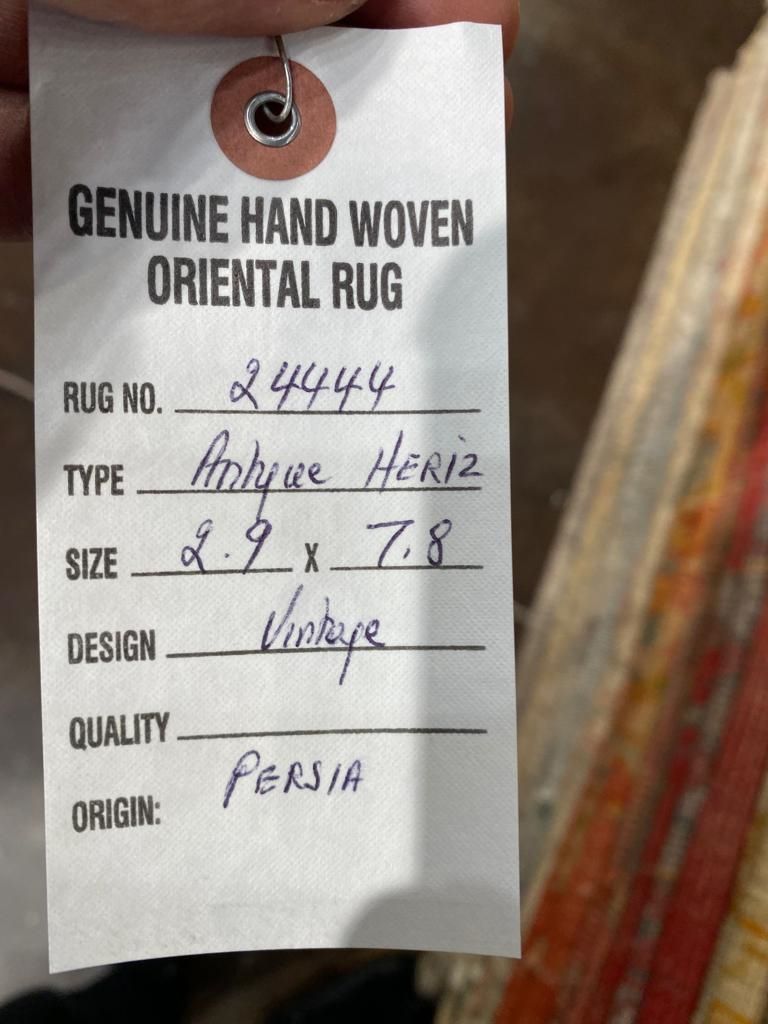 GENUINE HAND WOVEN
ORIENTAL RUG
RUG NO. 24444
TYPE Antique HERIZ
SIZE 2.9 X 7.8
DESIGN Vintage
QUALITY
ORIGIN: PERSIA